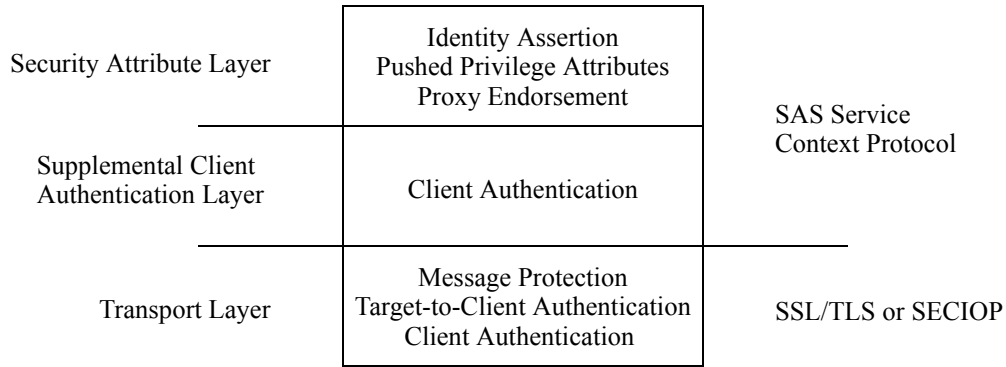 Security Attribute Layer
Identity Assertion
Pushed Privilege Attributes
Proxy Endorsement
SAS Service
Context Protocol
Supplemental Client
Authentication Layer
Client Authentication
Transport Layer
Message Protection
Target-to-Client Authentication
Client Authentication
SSL/TLS or SECIOP